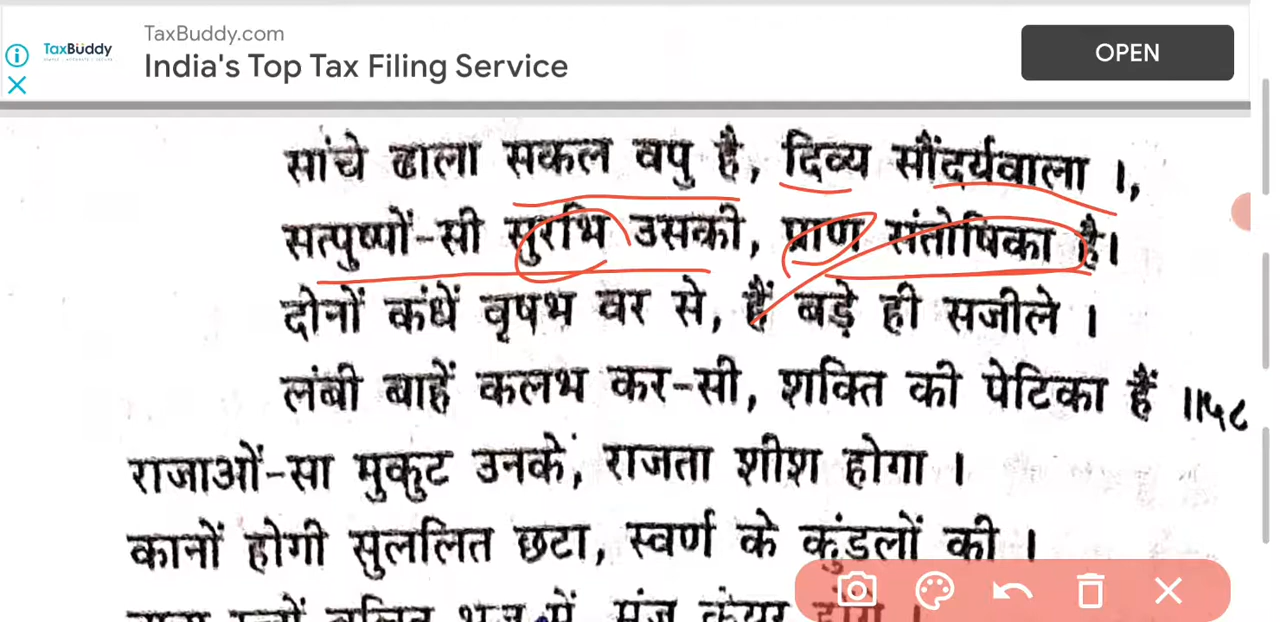 TaxBuddy.com
TaxBuddy
India's Top Tax Filing Service
OPEN
सांचे ढाला सकल वपु है, दिव्य सौंदर्यवाला ।,
सत्पुष्पों-सी सुरभि उसकी, प्राण संतोषिका है।
दोनों कंधें वृषभ वर से, हैं बड़े ही सजीले ।
लंबी बाहें कलभ कर-सी, शक्ति की पेटिका हैं ॥५८
राजाओं-सा मुकुट उनके, राजता शीश होगा ।
कानों होगी सुललित छटा, स्वर्ण के कुंडलों की ।